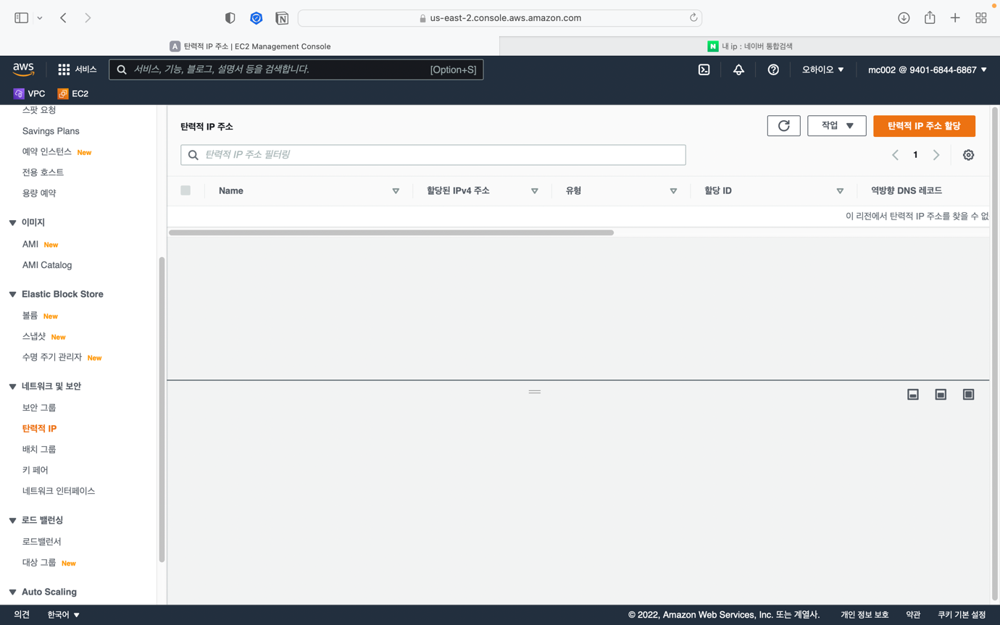 us-east-2.console.aws.amazon.com
A 탄력적 IP 주소 | EC2 Management Console
N 내 ip : 네이버 통합검색
aws 서비스 서비스, 기능, 블로그, 설명서 등을 검색합니다. [Option+S] 오하이오 mc002 @ 9401-6844-6867
VPC EC2
스팟 요청
Savings Plans
예약 인스턴스 New
전용 호스트
용량 예약
이미지
AMI New
AMI Catalog
Elastic Block Store
볼륨 New
스냅샷 New
수명 주기 관리자 New
네트워크 및 보안
보안 그룹
탄력적 IP
배치 그룹
키 페어
네트워크 인터페이스
로드 밸런싱
로드밸런서
대상 그룹 New
Auto Scaling
탄력적 IP 주소
작업
탄력적 IP 주소 할당
탄력적 IP 주소 필터링
1
Name 할당된 IPv4 주소 유형 할당 ID 역방향 DNS 레코드
이 리전에서 탄력적 IP 주소를 찾을 수 없
의견 한국어 © 2022, Amazon Web Services, Inc. 또는 계열사. 개인 정보 보호 약관 쿠키 기본 설정